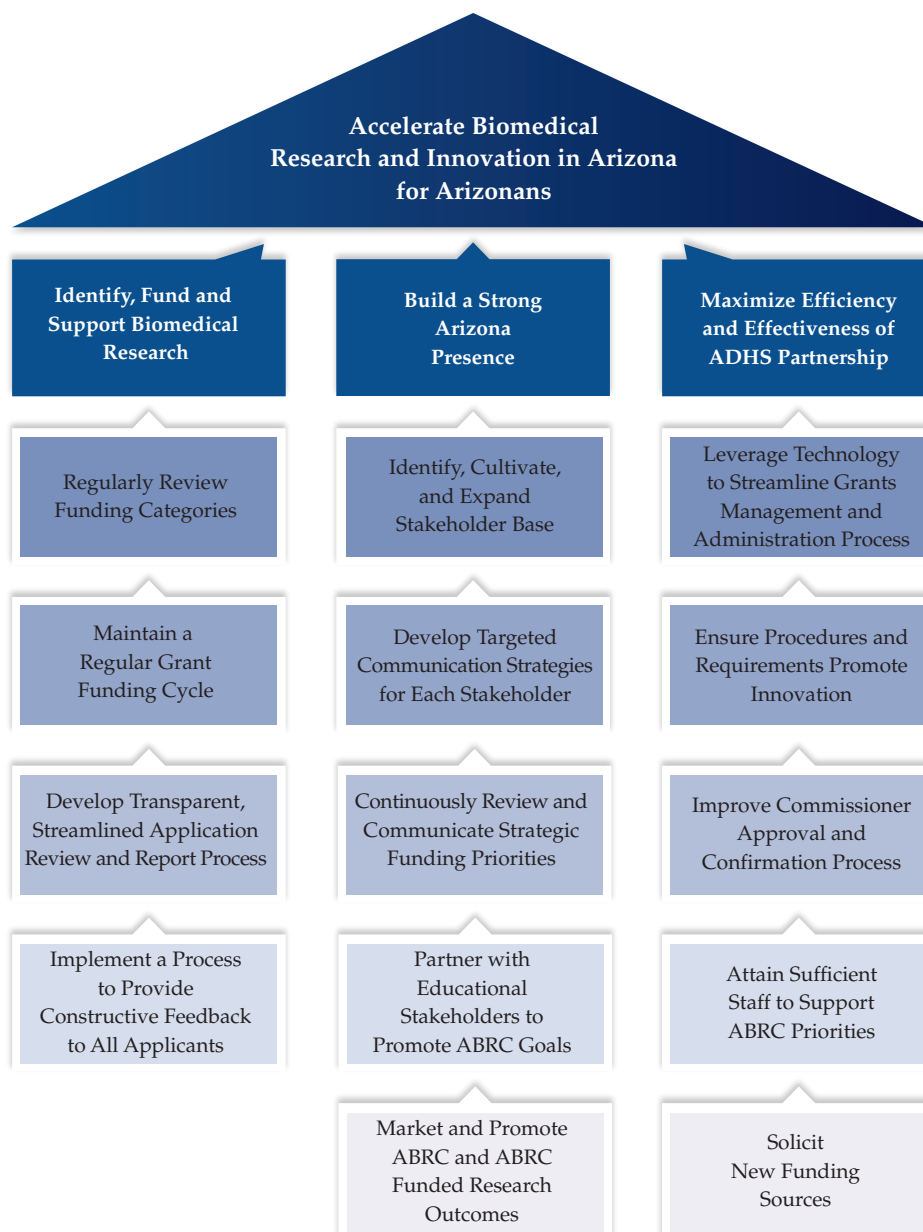 Accelerate Biomedical
Research and Innovation in Arizona
for Arizonans
Identify, Fund and
Support Biomedical
Research
Regularly Review
Funding Categories
Maintain a
Regular Grant
Funding Cycle
Develop Transparent,
Streamlined Application
Review and Report Process
Implement a Process
to Provide
Constructive Feedback
to All Applicants
Build a Strong
Arizona
Presence
Identify, Cultivate,
and Expand
Stakeholder Base
Develop Targeted
Communication Strategies
for Each Stakeholder
Continuously Review and
Communicate Strategic
Funding Priorities
Partner with
Educational
Stakeholders to
Promote ABRC Goals
Market and Promote
ABRC and ABRC
Funded Research
Outcomes
Maximize Efficiency
and Effectiveness of
ADHS Partnership
Leverage Technology
to Streamline Grants
Management and
Administration Process
Ensure Procedures and
Requirements Promote
Innovation
Improve Commissioner
Approval and
Confirmation Process
Attain Sufficient
Staff to Support
ABRC Priorities
Solicit
New Funding
Sources